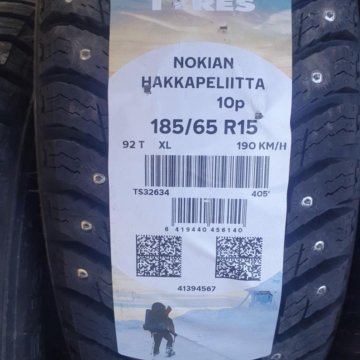 TYRES
NOKIAN
HAKKAPELIITTA
10p
185/65 R15
92 T XL 190 KM/H
TS32634 405'
6 419440 456140
41394567